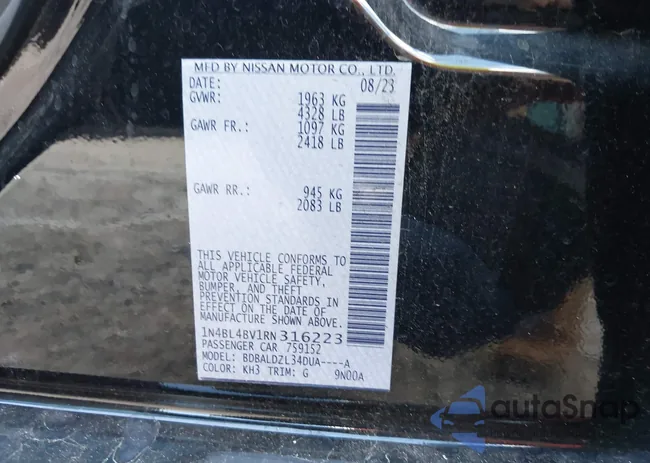 MFD BY NISSAN MOTOR CO., LTD.
DATE: 08/23
GVWR: 1963 KG
4328 LB
GAWR FR: 1097 KG
2418 LB
GAWR RR: 945 KG
2083 LB
THIS VEHICLE CONFORMS TO
ALL APPLICABLE FEDERAL
MOTOR VEHICLE SAFETY,
BUMPER, AND THEFT
PREVENTION STANDARDS IN
EFFECT ON THE DATE OF
MANUFACTURE SHOWN ABOVE.
1N4BL4BV1RN316223
PASSENGER CAR 759152
MODEL: BDBALDZL34DUA----A
COLOR: KH3 TRIM: G 9N00A
autoSnap